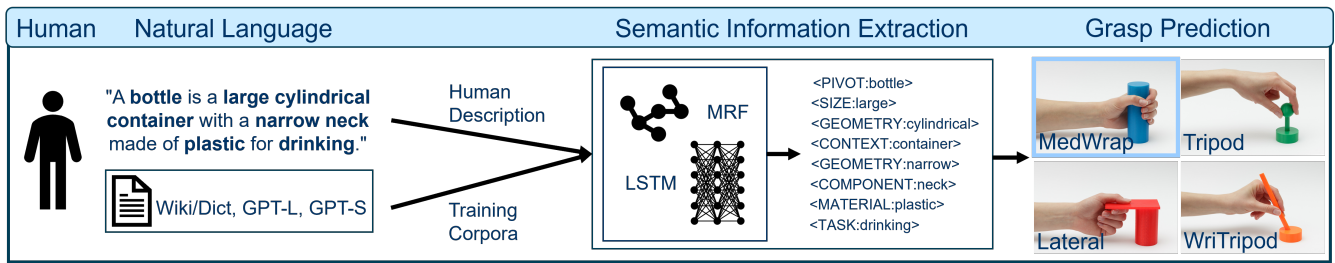 Human
Natural Language
Semantic Information Extraction
Grasp Prediction
"A bottle is a large cylindrical
container with a narrow neck
made of plastic for drinking."
Wiki/Dict, GPT-L, GPT-S
Human
Description
Training
Corpora
MRF
LSTM
<PIVOT:bottle>
<SIZE:large>
<GEOMETRY:cylindrical>
<CONTEXT:container>
<GEOMETRY:narrow>
<COMPONENT:neck>
<MATERIAL:plastic>
<TASK:drinking>
MedWrap
Tripod
Lateral
WriTripod